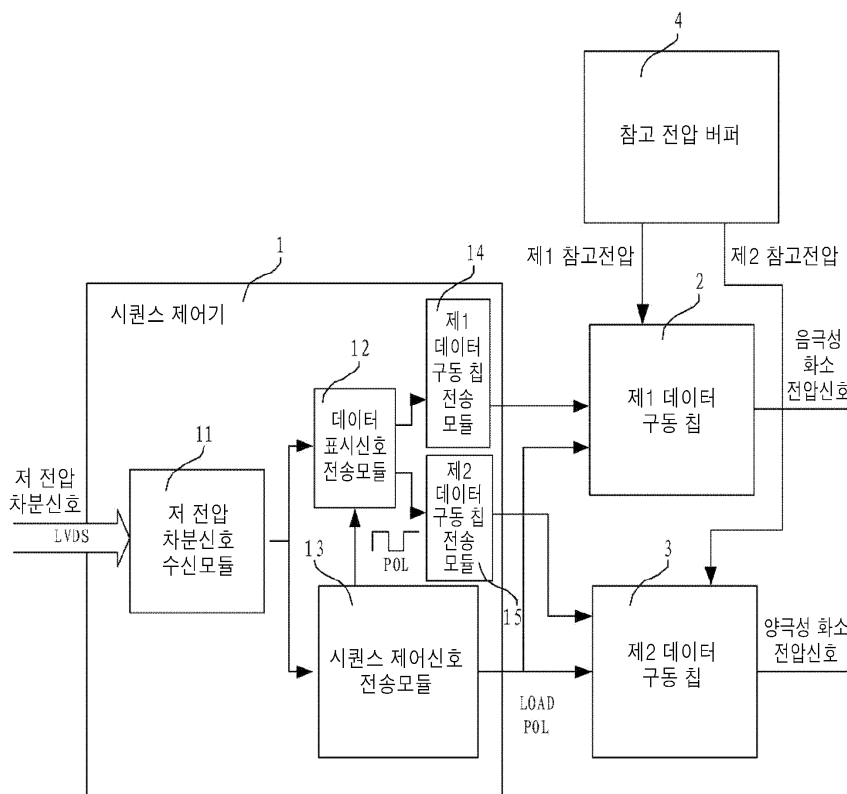 4
참고 전압 버퍼
제1 참고전압
제2 참고전압
1
시퀀스 제어기
14
제1
데이터
구동 칩
전송
모듈
2
제1 데이터
구동 칩
음극성
화소
전압신호
12
데이터
표시신호
전송모듈
11
저 전압
차분신호
LVDS
저 전압
차분신호
수신모듈
제2
데이터
구동 칩
전송
모듈
15
POL
13
시퀀스 제어신호
전송모듈
LOAD
POL
3
제2 데이터
구동 칩
양극성 화소
전압신호